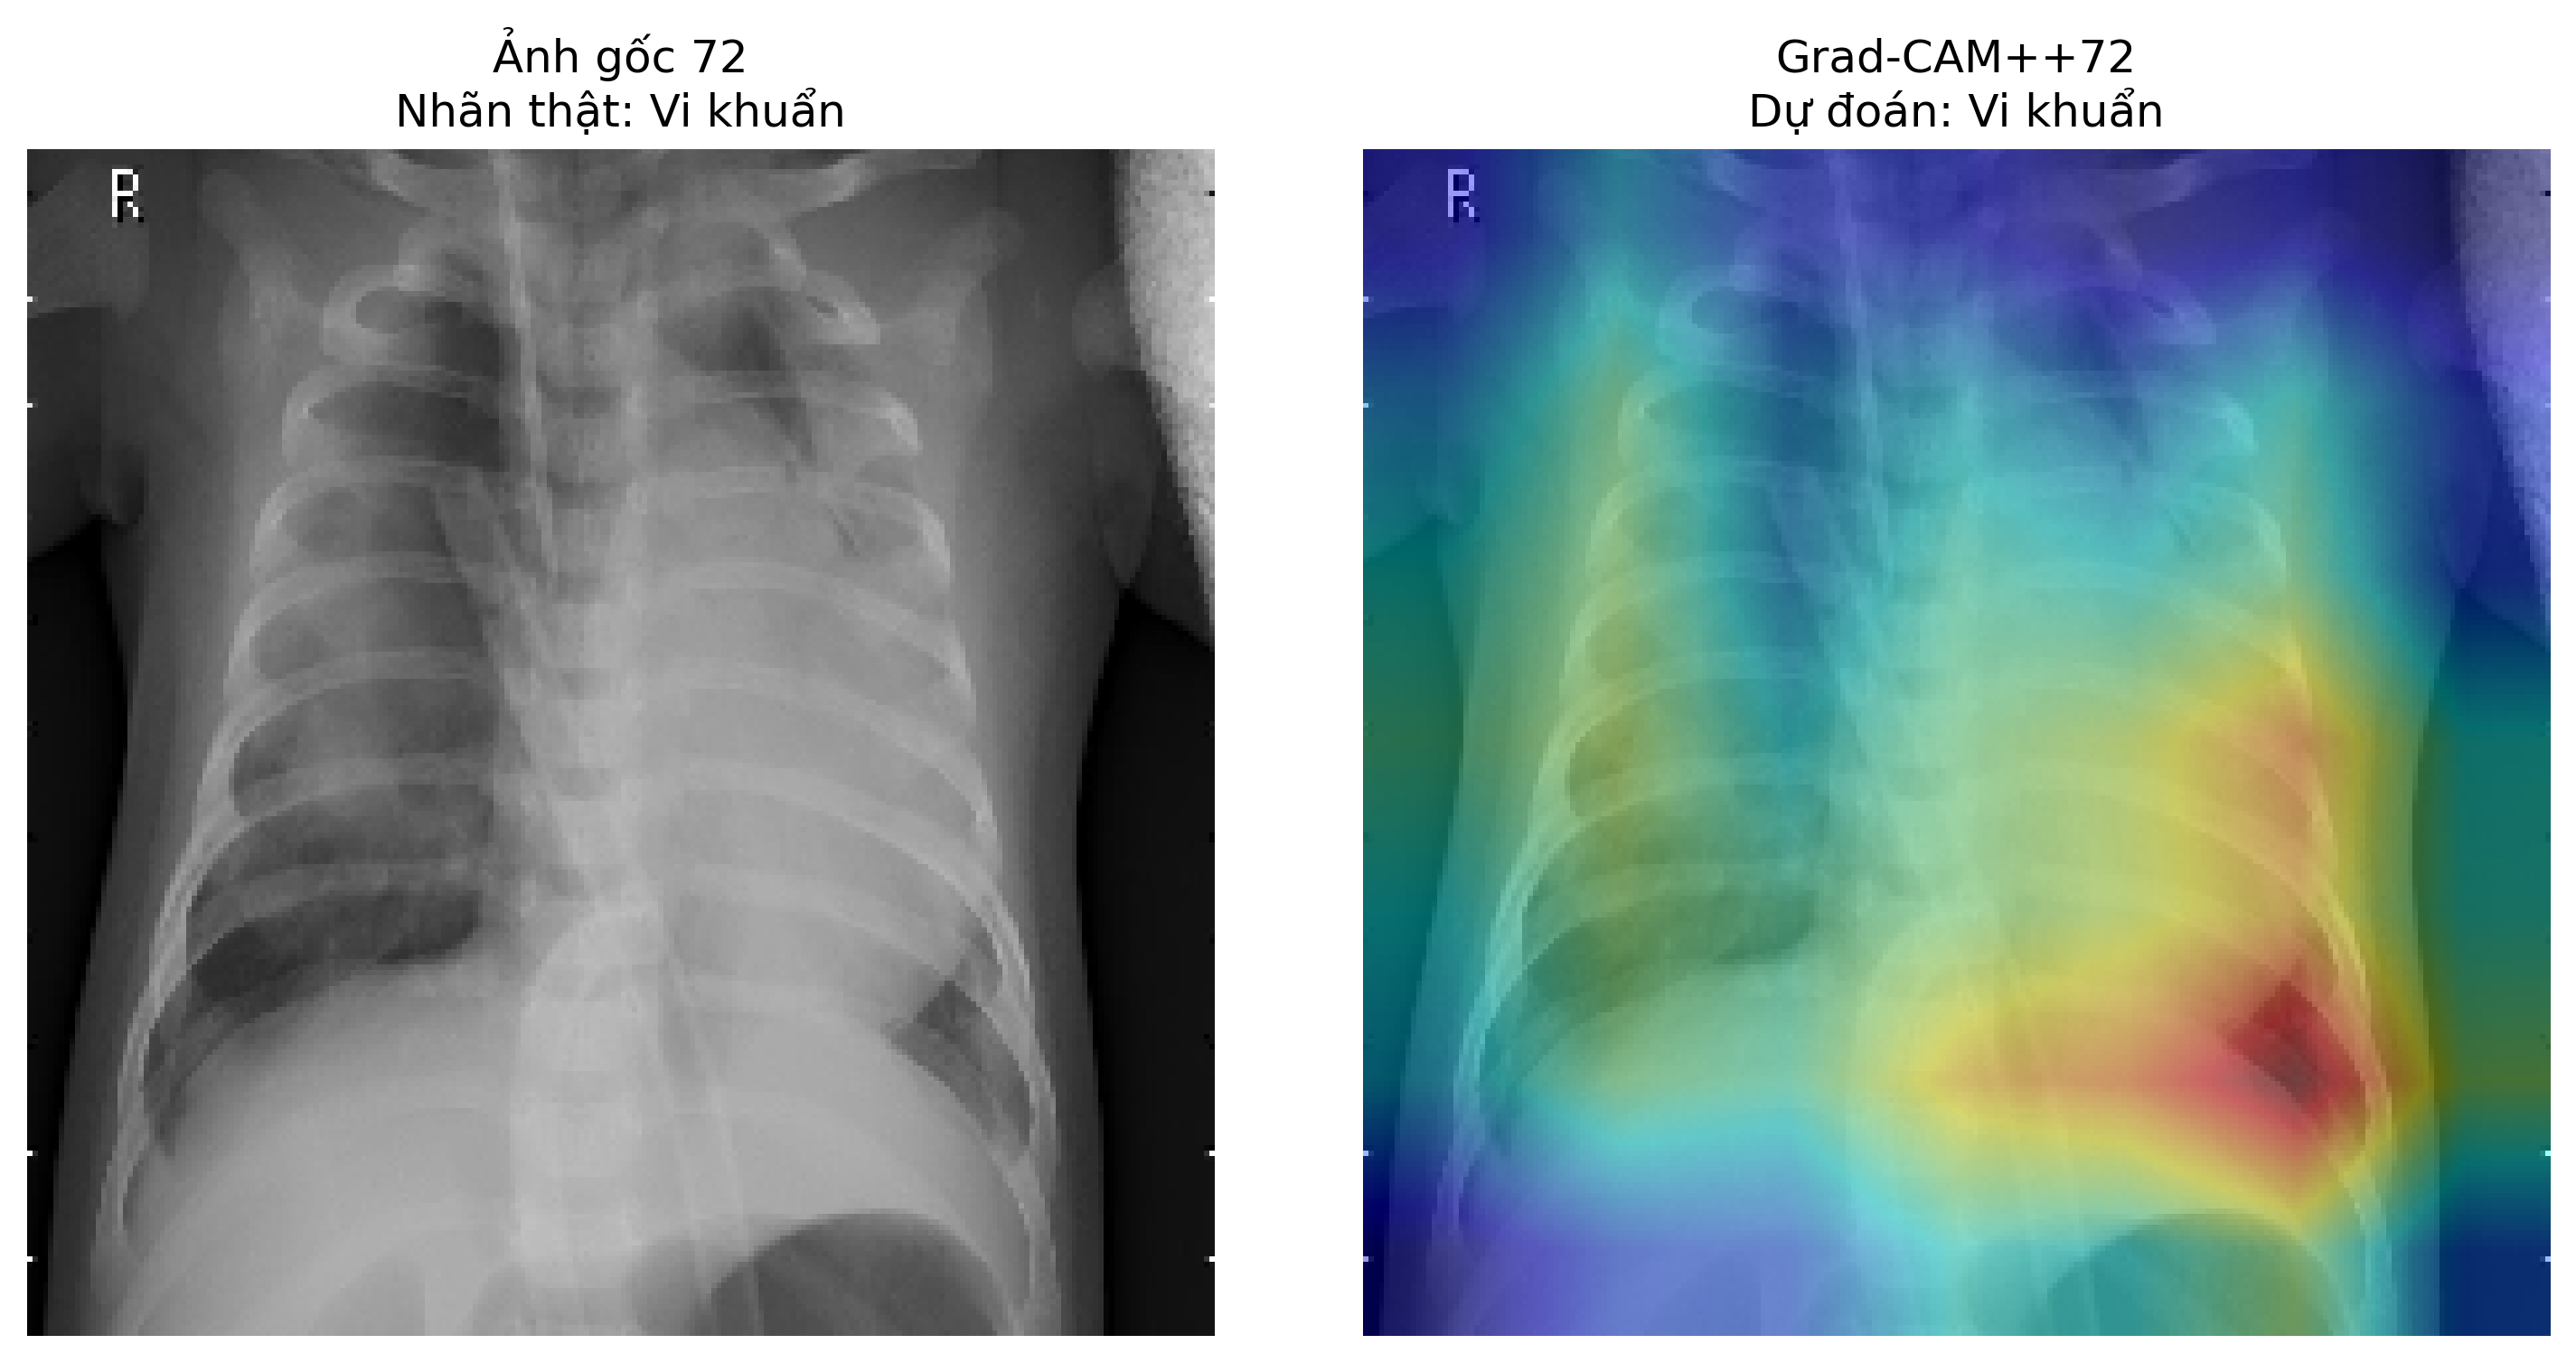 Ảnh gốc 72
Nhãn thật: Vi khuẩn
R
Grad-CAM++72
Dự đoán: Vi khuẩn
R